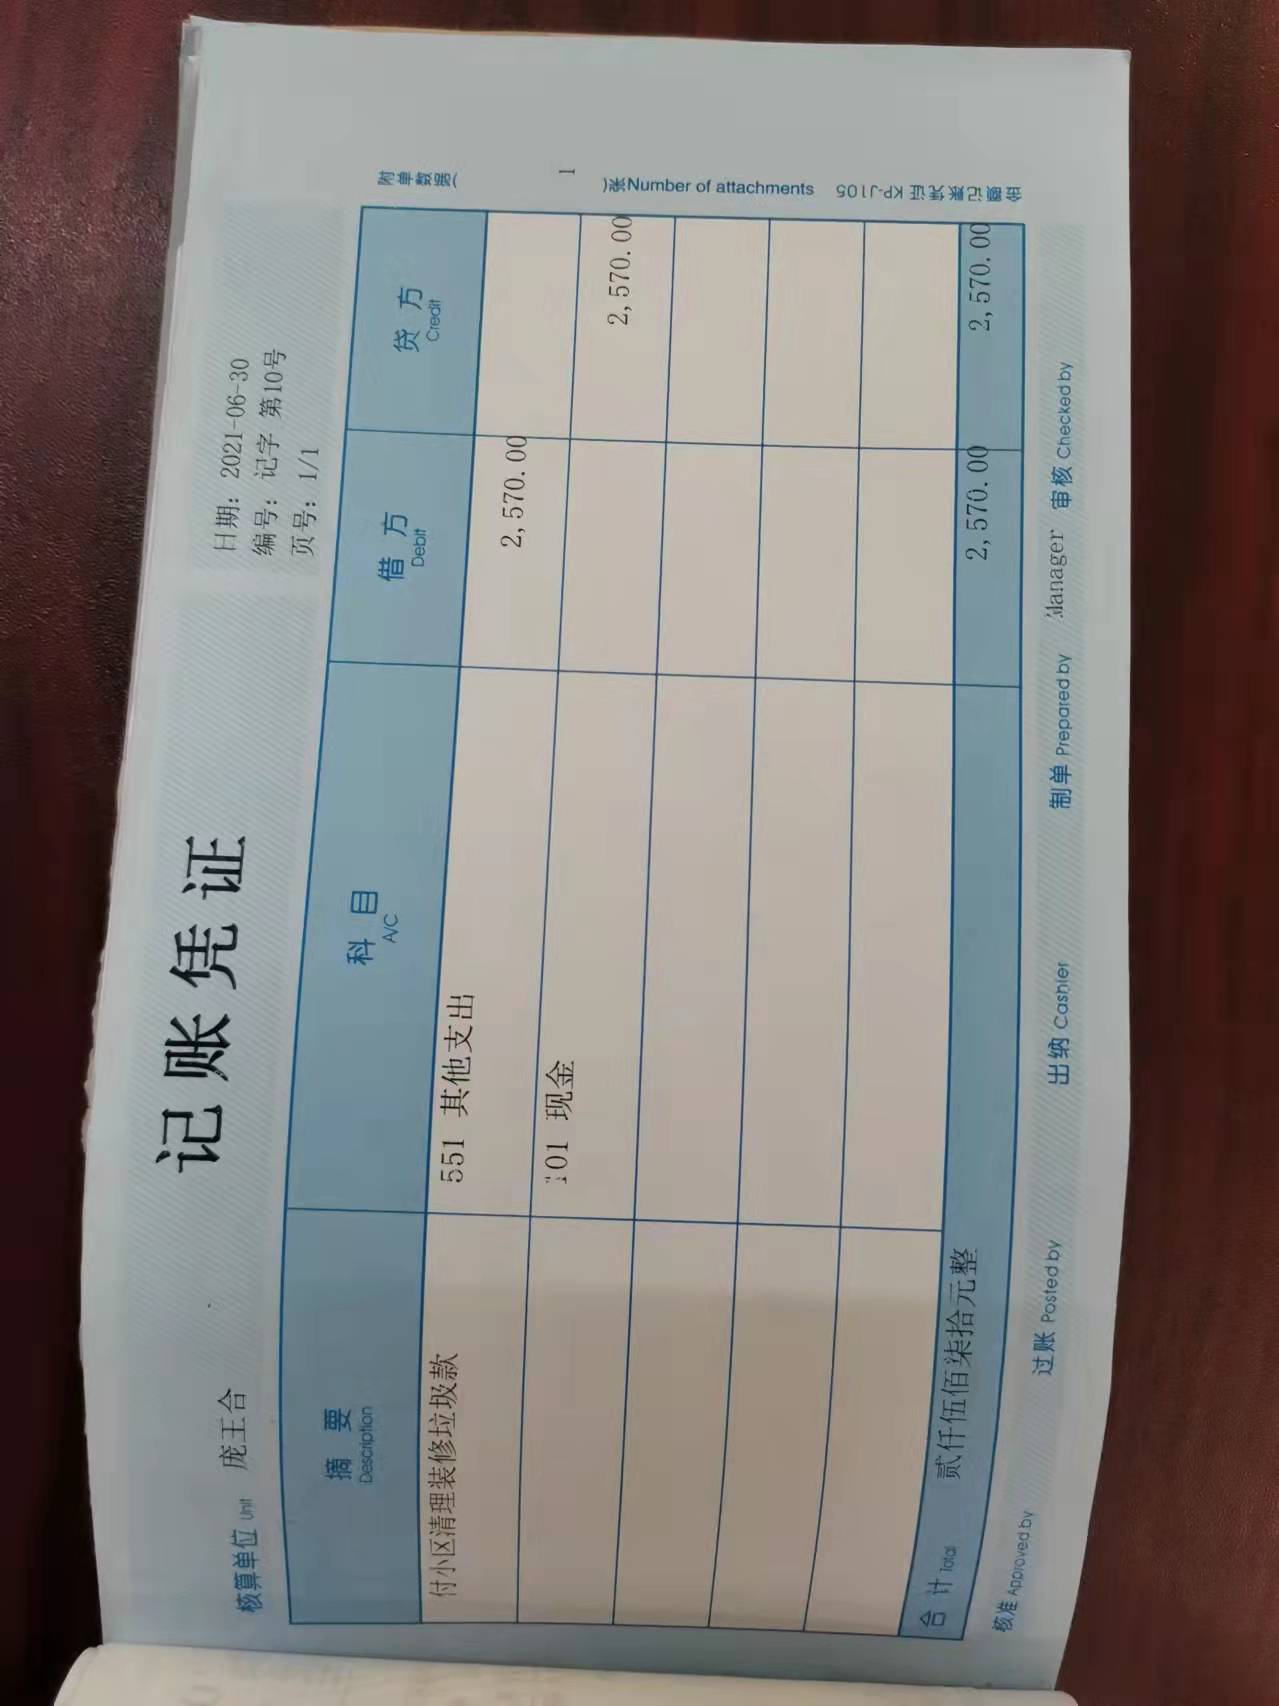 记账凭证
日期：2021-06-30
编号：记字 第10号
页号：1/1
核算单位 Unit 庞王合
附单数据( 1 )张 Number of attachments
金额记账凭证 KP-J105
摘 要 科 目 借 方 贷 方
Description A/C Debit Credit
付小区清理装修垃圾款 551 其他支出 2,570.00
101 现金 2,570.00
合 计 Total 贰仟伍佰柒拾元整 2,570.00 2,570.00
核准 Approved by 过账 Posted by 出纳 Cashier 制单 Prepared by Manager 审核 Checked by